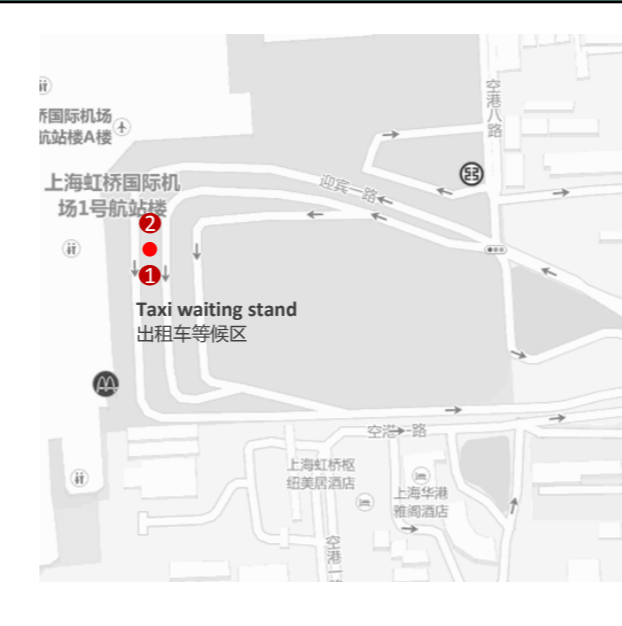 空港八路
桥国际机场
航站楼A楼
迎宾一路
上海虹桥国际机
场1号航站楼
2
1
Taxi waiting stand
出租车等候区
空港一路
上海虹桥枢
纽美居酒店
上海华港
雅阁酒店
空港一